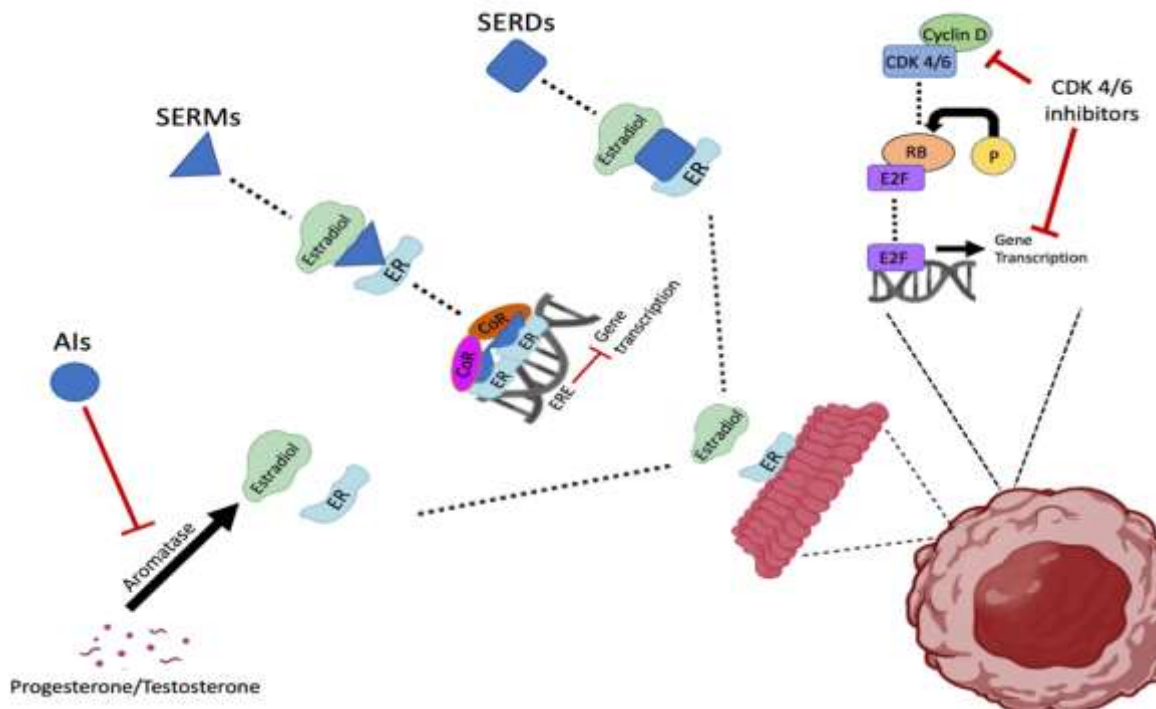 SERDs
Cyclin D
CDK 4/6
CDK 4/6
inhibitors
RB
P
E2F
E2F
Gene
Transcription
Estradiol
ER
SERMs
Estradiol
ER
CoR
CoR
ER
ER
ERE
Gene
transcription
AIs
Estradiol
ER
Aromatase
Progesterone/Testosterone
Estradiol
ER